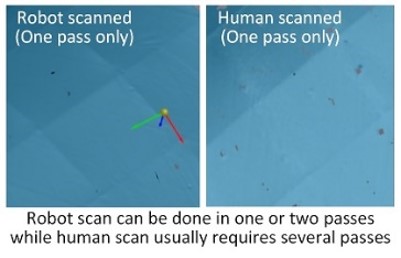 Robot scanned
(One pass only)
Human scanned
(One pass only)
Robot scan can be done in one or two passes
while human scan usually requires several passes